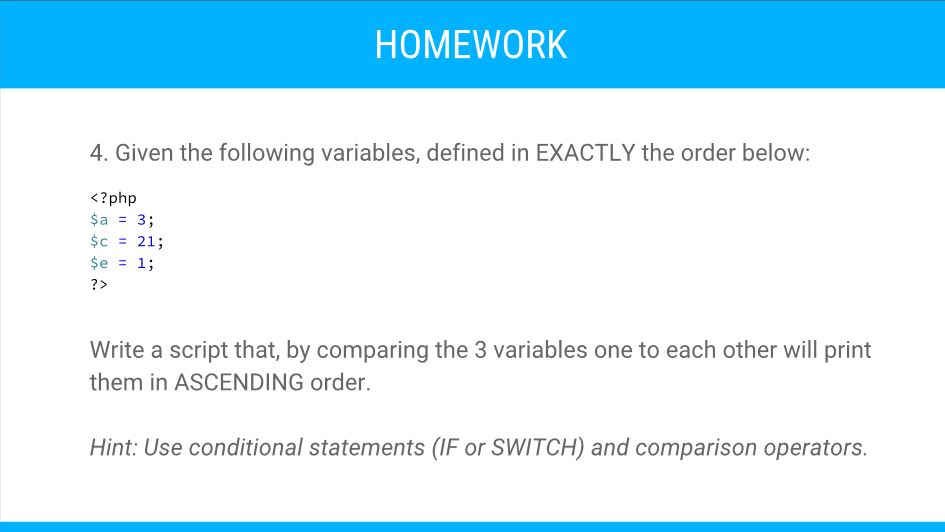 HOMEWORK
4. Given the following variables, defined in EXACTLY the order below:
<?php
$a = 3;
$c = 21;
$e = 1;
?>
Write a script that, by comparing the 3 variables one to each other will print
them in ASCENDING order.
Hint: Use conditional statements (IF or SWITCH) and comparison operators.